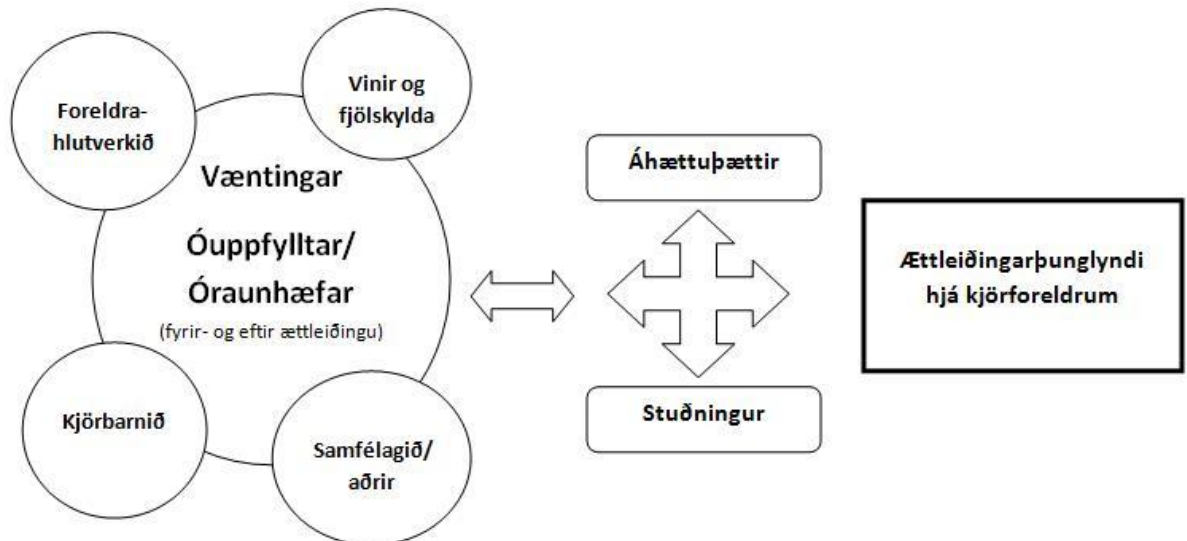 Foreldra-
hlutverkið
Vinir og
fjölskylda
Væntingar
Óuppfylltar/
Óraunhæfar
(fyrir- og eftir ættleiðingu)
Kjörbarnið
Samfélagið/
aðrir
Áhættuþættir
Stuðningur
Ættleiðingarþunglyndi
hjá kjörforeldrum